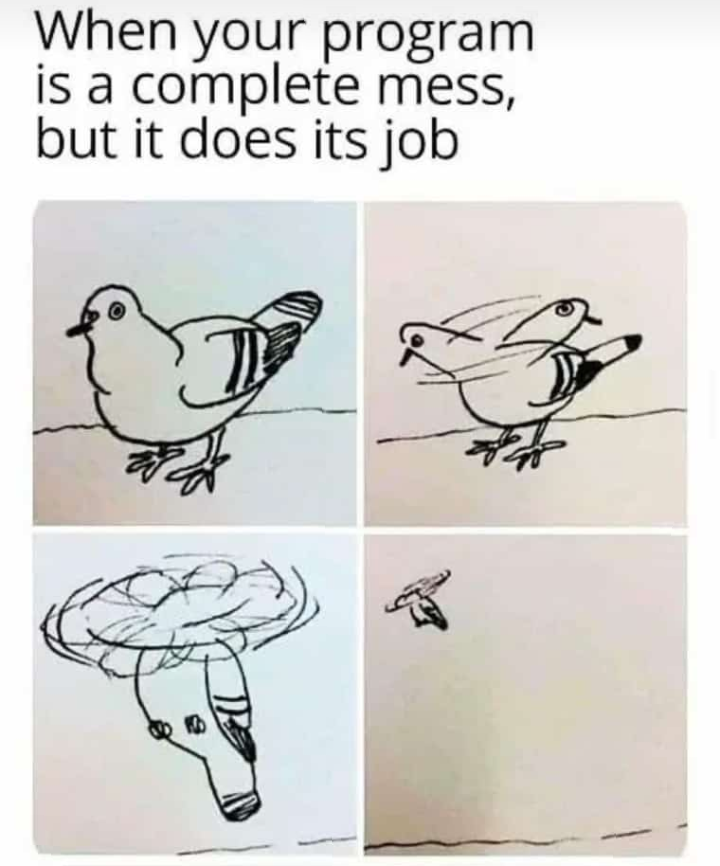 When your program
is a complete mess,
but it does its job